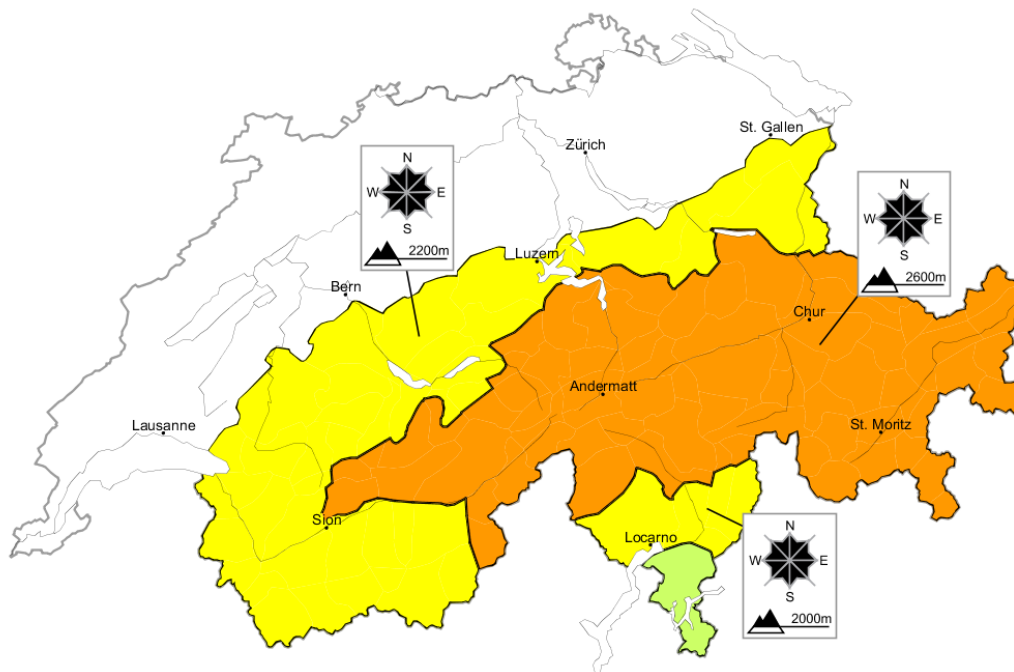 St. Gallen
Zürich
N
W E
S
2200m
N
W E
S
2600m
Luzern
Bern
Chur
Andermatt
Lausanne
St. Moritz
Sion
Locarno
N
W E
S
2000m